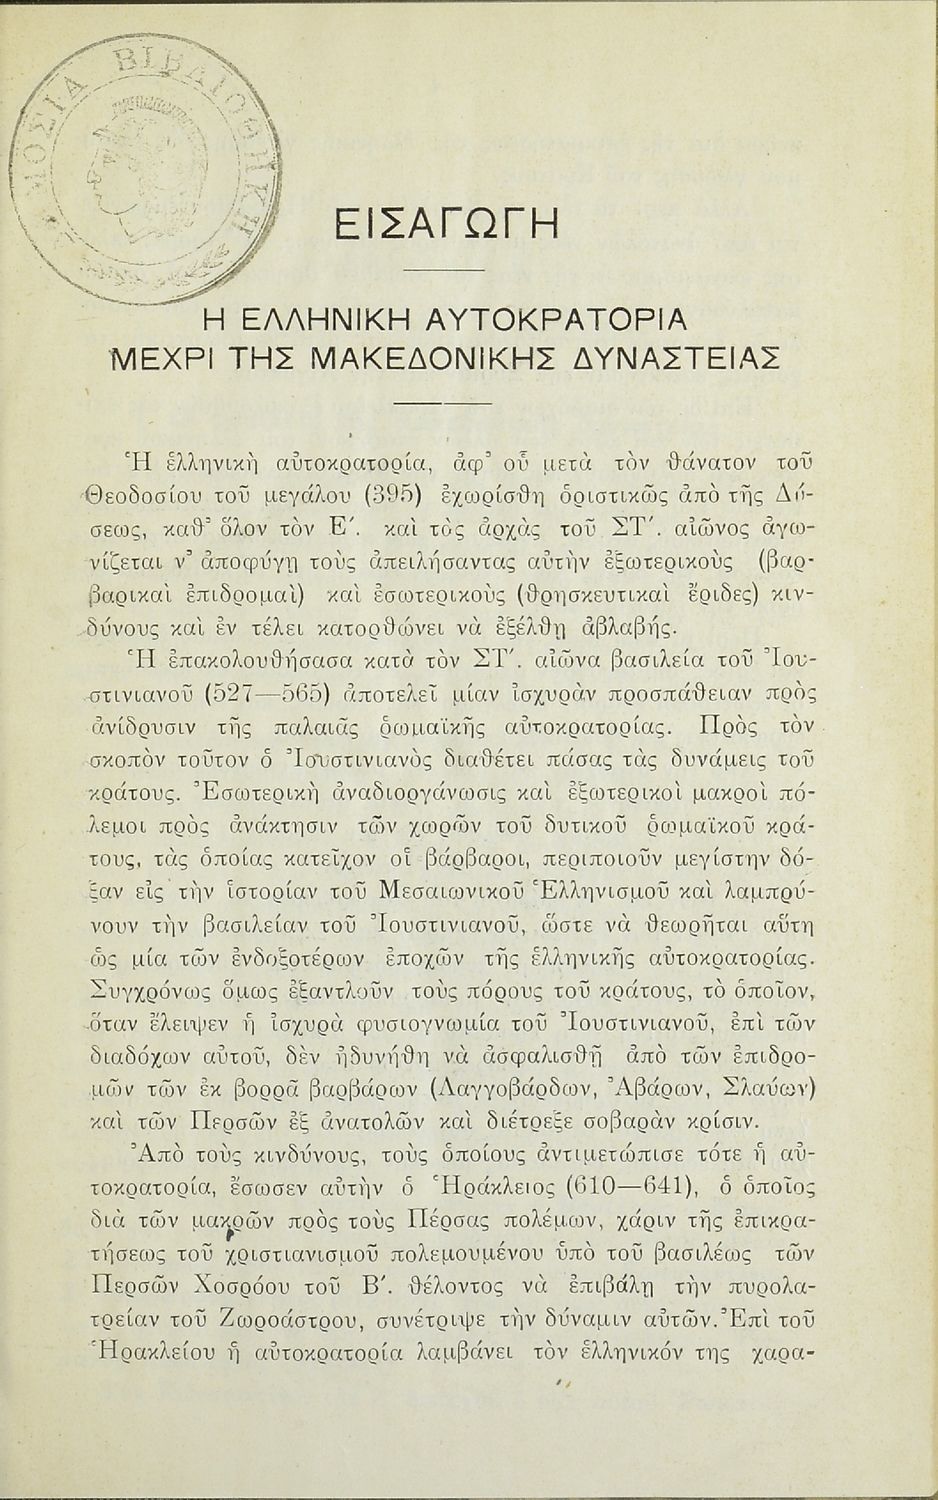 ΜΟΣΙΑ ΒΙΒΛΙΟΘΗΚΗ
ΕΙΣΑΓΩΓΗ
Η ΕΛΛΗΝΙΚΗ ΑΥΤΟΚΡΑΤΟΡΙΑ
ΜΕΧΡΙ ΤΗΣ ΜΑΚΕΔΟΝΙΚΗΣ ΔΥΝΑΣΤΕΙΑΣ
Ἡ ἑλληνικὴ αὐτοκρατορία, ἀφ᾽ οὗ μετὰ τὸν θάνατον τοῦ
Θεοδοσίου τοῦ μεγάλου (395) ἐχωρίσθη ὁριστικῶς ἀπὸ τῆς Δύ-
σεως, καθ᾽ ὅλον τὸν Ε΄. καὶ τὰς ἀρχὰς τοῦ ΣΤ΄. αἰῶνος ἀγω-
νίζεται ν᾽ ἀποφύγῃ τοὺς ἀπειλήσαντας αὐτὴν ἐξωτερικοὺς (βαρ-
βαρικαὶ ἐπιδρομαὶ) καὶ ἐσωτερικοὺς (θρησκευτικαὶ ἔριδες) κιν-
δύνους καὶ ἐν τέλει κατορθώνει νὰ ἐξέλθῃ ἀβλαβής.
Ἡ ἐπακολουθήσασα κατὰ τὸν ΣΤ΄. αἰῶνα βασιλεία τοῦ Ἰου-
στινιανοῦ (527—565) ἀποτελεῖ μίαν ἰσχυρὰν προσπάθειαν πρὸς
ἀνίδρυσιν τῆς παλαιᾶς ῥωμαϊκῆς αὐτοκρατορίας. Πρὸς τὸν
σκοπὸν τοῦτον ὁ Ἰουστινιανὸς διαθέτει πάσας τὰς δυνάμεις τοῦ
κράτους. Ἐσωτερικὴ ἀναδιοργάνωσις καὶ ἐξωτερικοὶ μακροὶ πό-
λεμοι πρὸς ἀνάκτησιν τῶν χωρῶν τοῦ δυτικοῦ ῥωμαϊκοῦ κρά-
τους, τὰς ὁποίας κατεῖχον οἱ βάρβαροι, περιποιοῦν μεγίστην δό-
ξαν εἰς τὴν ἱστορίαν τοῦ Μεσαιωνικοῦ Ἑλληνισμοῦ καὶ λαμπρύ-
νουν τὴν βασιλείαν τοῦ Ἰουστινιανοῦ, ὥστε νὰ θεωρῆται αὕτη
ὡς μία τῶν ἐνδοξοτέρων ἐποχῶν τῆς ἑλληνικῆς αὐτοκρατορίας.
Συγχρόνως ὅμως ἐξαντλοῦν τοὺς πόρους τοῦ κράτους, τὸ ὁποῖον,
ὅταν ἔλειψεν ἡ ἰσχυρὰ φυσιογνωμία τοῦ Ἰουστινιανοῦ, ἐπὶ τῶν
διαδόχων αὐτοῦ, δὲν ἠδυνήθη νὰ ἀσφαλισθῇ ἀπὸ τῶν ἐπιδρο-
μῶν τῶν ἐκ βορρᾶ βαρβάρων (Λαγγοβάρδων, Ἀβάρων, Σλαύων)
καὶ τῶν Περσῶν ἐξ ἀνατολῶν καὶ διέτρεξε σοβαρὰν κρίσιν.
Ἀπὸ τοὺς κινδύνους, τοὺς ὁποίους ἀντιμετώπισε τότε ἡ αὐ-
τοκρατορία, ἔσωσεν αὐτὴν ὁ Ἡράκλειος (610—641), ὁ ὁποῖος
διὰ τῶν μακρῶν πρὸς τοὺς Πέρσας πολέμων, χάριν τῆς ἐπικρα-
τήσεως τοῦ χριστιανισμοῦ πολεμουμένου ὑπὸ τοῦ βασιλέως τῶν
Περσῶν Χοσρόου τοῦ Β΄. θέλοντος νὰ ἐπιβάλῃ τὴν πυρολα-
τρείαν τοῦ Ζωροάστρου, συνέτριψε τὴν δύναμιν αὐτῶν. Ἐπὶ τοῦ
Ἡρακλείου ἡ αὐτοκρατορία λαμβάνει τὸν ἑλληνικόν της χαρα-